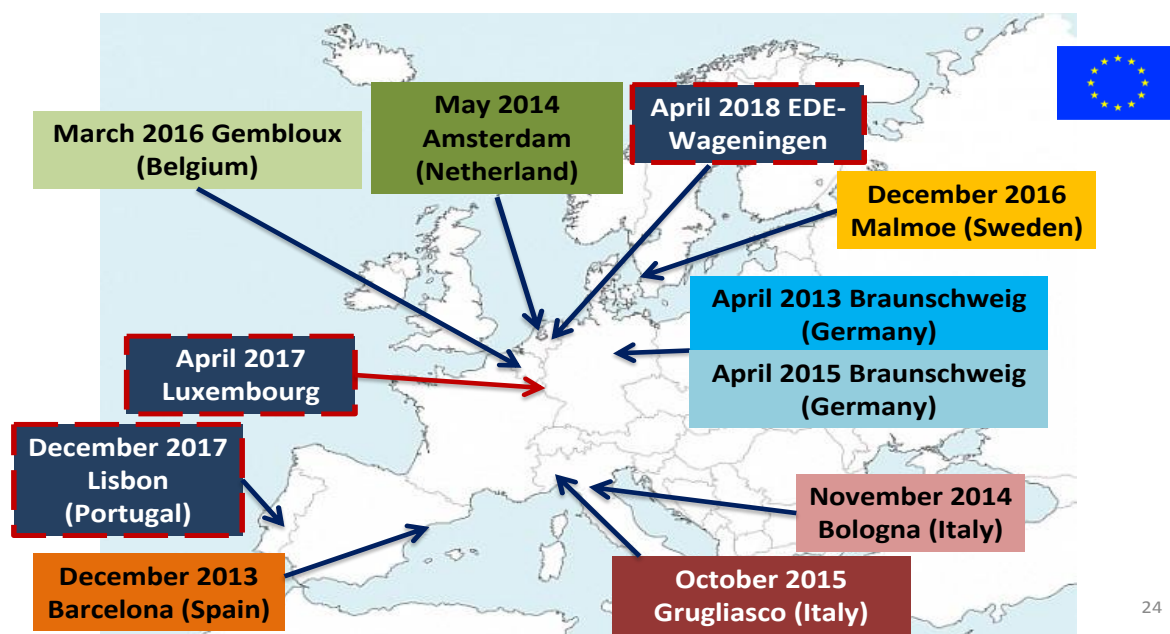 May 2014
Amsterdam
(Netherland)
April 2018 EDE-
Wageningen
March 2016 Gembloux
(Belgium)
December 2016
Malmoe (Sweden)
April 2013 Braunschweig
(Germany)
April 2015 Braunschweig
(Germany)
April 2017
Luxembourg
December 2017
Lisbon
(Portugal)
November 2014
Bologna (Italy)
December 2013
Barcelona (Spain)
October 2015
Grugliasco (Italy)
24